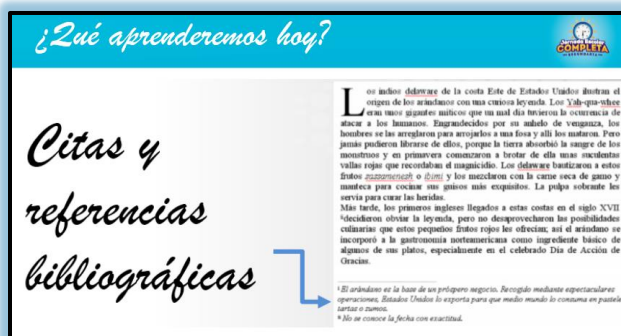 ¿Qué aprenderemos hoy?
COMPLETA
Citas y
referencias
bibliográficas
Los indios delaware de la costa Este de Estados Unidos ilustran el
origen de los arándanos con una curiosa leyenda. Los Yah-qua-whee
eran unos gigantes míticos que un mal día tuvieron la ocurrencia de
atacar a los humanos. Engrandecidos por su anhelo de venganza, los
hombres se las arreglaron para arrojarlos a una fosa y allí los mataron. Pero
jamás pudieron librarse de ellos, porque la tierra absorbió la sangre de los
monstruos y en primavera comenzaron a brotar de ella unas suculentas
vallas rojas que recordaban el magnicidio. Los delaware bautizaron a estos
frutos zassamenesh o ibimi y los mezclaron con la carne seca de gamo y
manteca para cocinar sus guisos más exquisitos. La pulpa sobrante les
servía para curar las heridas.
Más tarde, los primeros ingleses llegados a estas costas en el siglo XVII
decidieron obviar la leyenda, pero no desaprovecharon las posibilidades
culinarias que estos pequeños frutos rojos les ofrecían; así el arándano se
incorporó a la gastronomía norteamericana como ingrediente básico de
algunos de sus platos, especialmente en el celebrado Día de Acción de
Gracias.
¹ El arándano es la base de un próspero negocio. Recogido mediante espectaculares
operaciones, Estados Unidos lo exporta para que medio mundo lo consuma en pasteles
tartas o zumos.
No se conoce la fecha con exactitud.